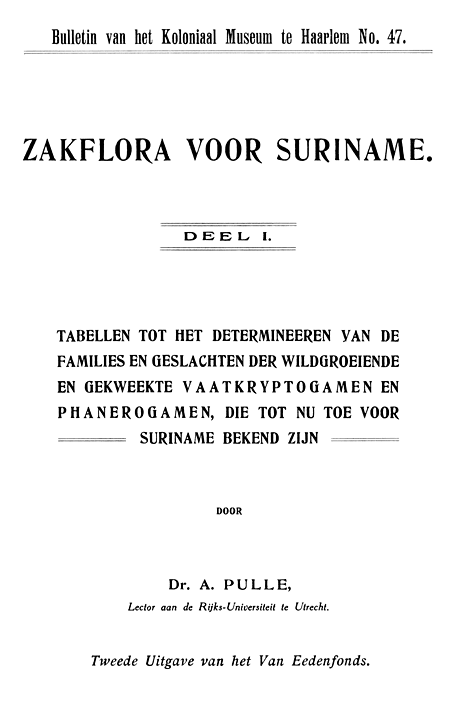 Bulletin van het Koloniaal Museum te Haarlem No. 47.
ZAKFLORA VOOR SURINAME.
DEEL I.
TABELLEN TOT HET DETERMINEEREN VAN DE
FAMILIES EN GESLACHTEN DER WILDGROEIENDE
EN GEKWEEKTE VAATKRYPTOGAMEN EN
PHANEROGAMEN, DIE TOT NU TOE VOOR
SURINAME BEKEND ZIJN
DOOR
Dr. A. PULLE,
Lector aan de Rijks-Universiteit te Utrecht.
Tweede Uitgave van het Van Eedenfonds.